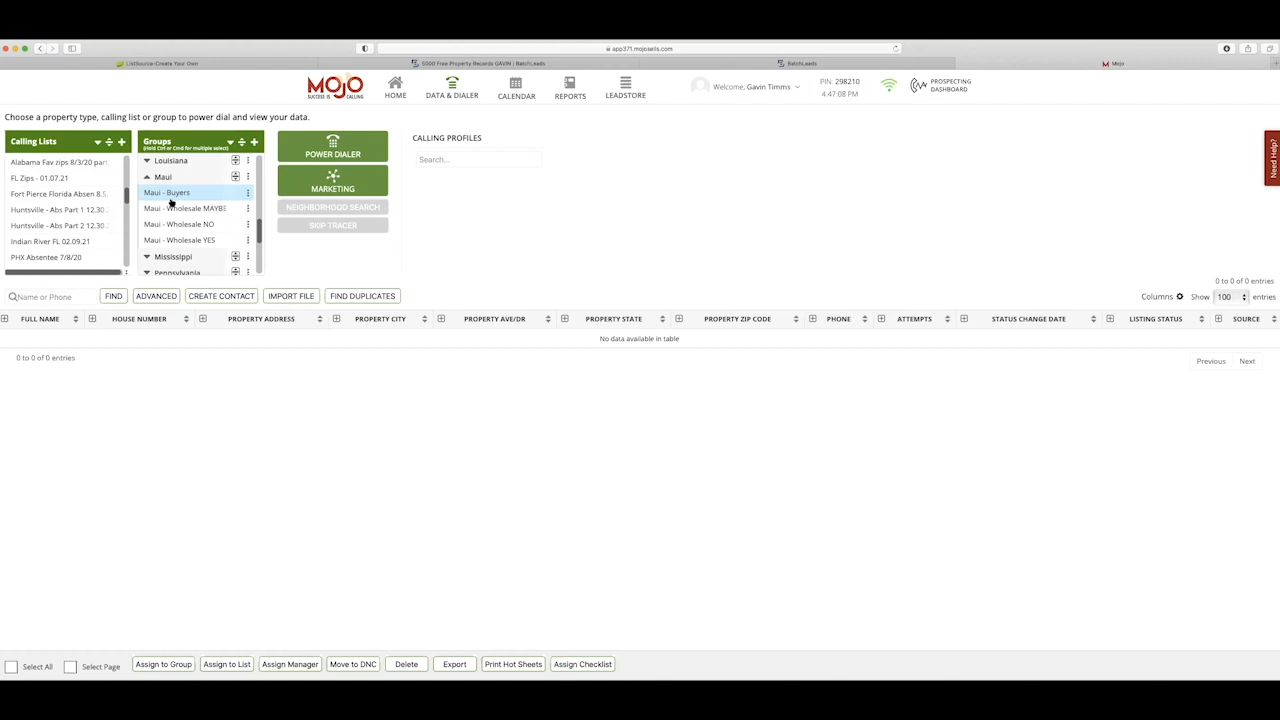 app371.mojosells.com
ListSource-Create Your Own
5000 Free Property Records GAVIN | BatchLeads
BatchLeads
Mojo
MOJO
SUCCESS IS CALLING
HOME
DATA & DIALER
CALENDAR
REPORTS
LEADSTORE
Welcome, Gavin Timms
PIN: 298210
4:47:08 PM
PROSPECTING
DASHBOARD
Choose a property type, calling list or group to power dial and view your data.
Calling Lists
Alabama Fav zips 8/3/20 part
FL Zips - 01.07.21
Fort Pierce Florida Absen 8.5.
Huntsville - Abs Part 1 12.30.
Huntsville - Abs Part 2 12.30.
Indian River FL 02.09.21
PHX Absentee 7/8/20
Groups
(Hold Ctrl or Cmd for multiple select)
Louisiana
Maui
Maui - Buyers
Maui - Wholesale MAYBE
Maui - Wholesale NO
Maui - Wholesale YES
Mississippi
Pennsylvania
POWER DIALER
MARKETING
NEIGHBORHOOD SEARCH
SKIP TRACER
CALLING PROFILES
Search...
Need Help?
0 to 0 of 0 entries
Name or Phone
FIND
ADVANCED
CREATE CONTACT
IMPORT FILE
FIND DUPLICATES
Columns
Show 100 entries
FULL NAME
HOUSE NUMBER
PROPERTY ADDRESS
PROPERTY CITY
PROPERTY AVE/DR
PROPERTY STATE
PROPERTY ZIP CODE
PHONE
ATTEMPTS
STATUS CHANGE DATE
LISTING STATUS
SOURCE
No data available in table
0 to 0 of 0 entries
Previous
Next
Select All
Select Page
Assign to Group
Assign to List
Assign Manager
Move to DNC
Delete
Export
Print Hot Sheets
Assign Checklist